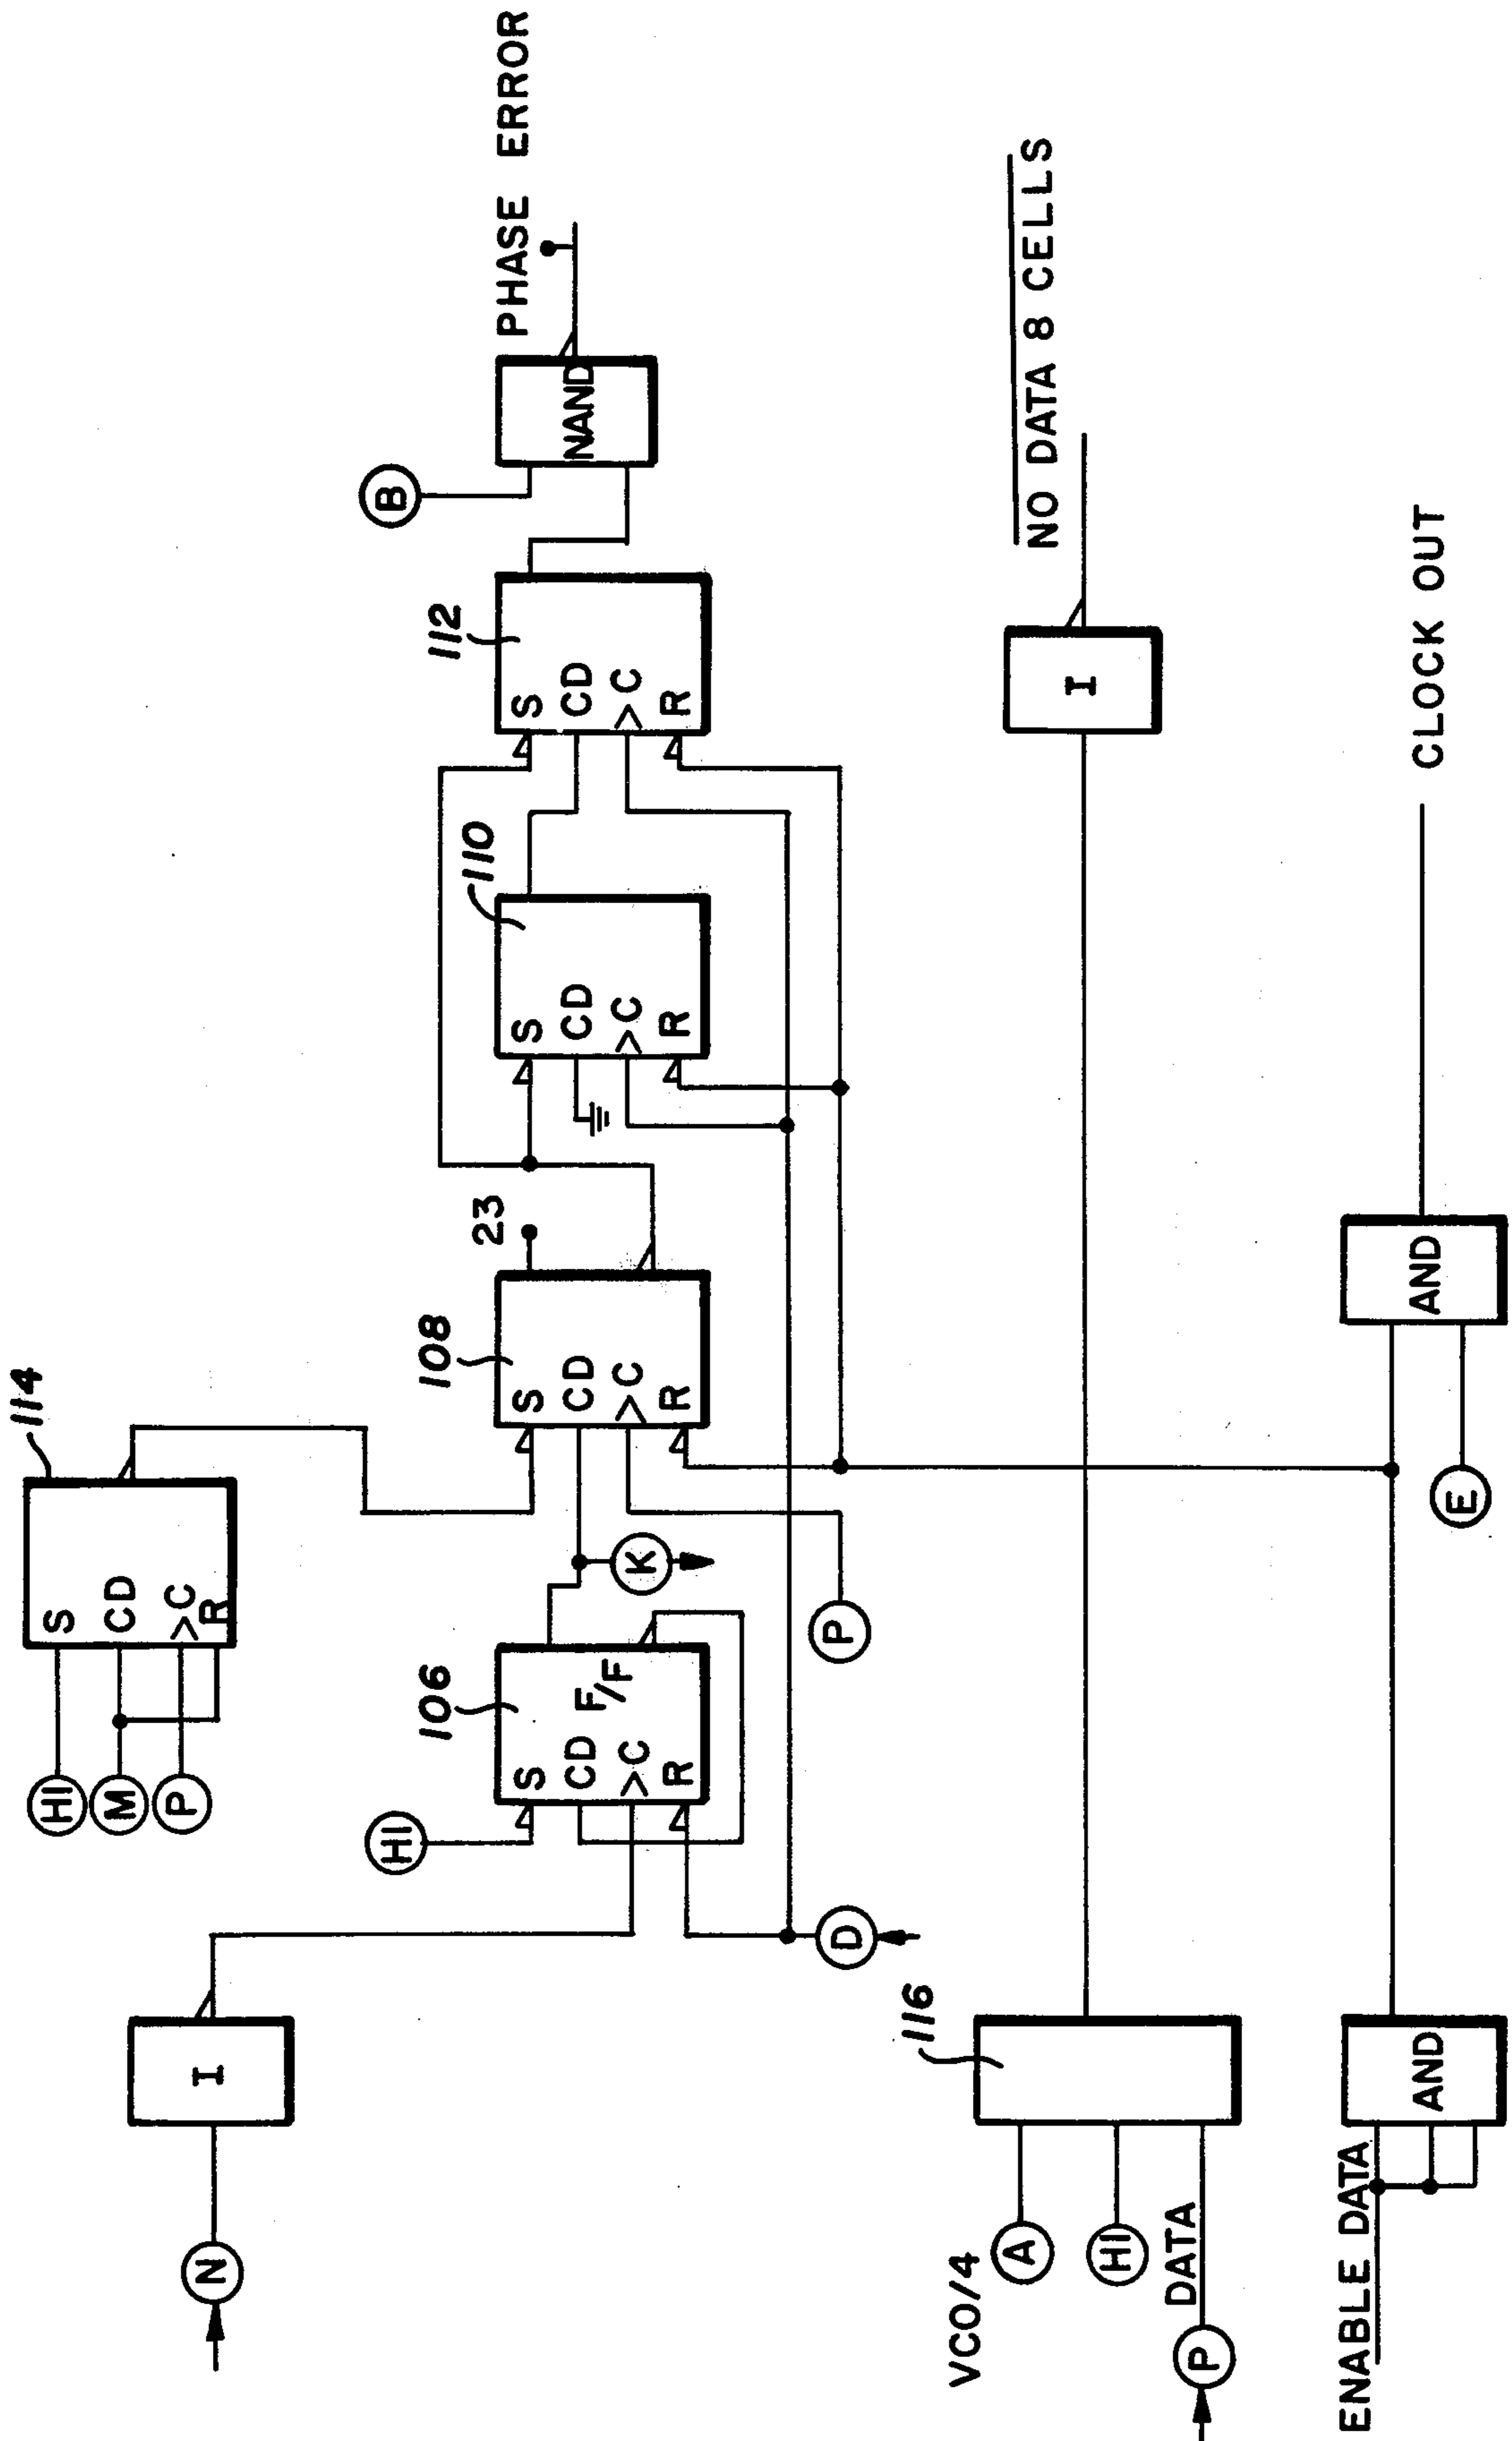 114
HI
M
P
S
CD
>C
R
N
I
HI
106
S
CD
>C
R
F/F
K
108
S
CD
>C
R
23
110
S
CD
>C
R
112
S
CD
>C
R
B
NAND
PHASE ERROR
D
P
116
VCO/4
A
HI
DATA
P
I
NO DATA 8 CELLS
ENABLE DATA
AND
E
AND
CLOCK OUT